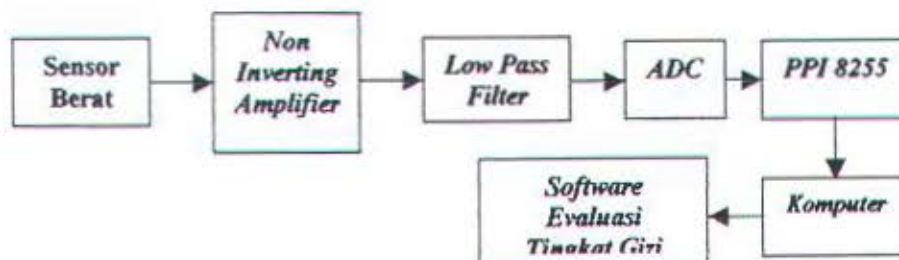 Sensor
Berat
Non
Inverting
Amplifier
Low Pass
Filter
ADC
PPI 8255
Komputer
Software
Evaluasi
Tingkat Gizi